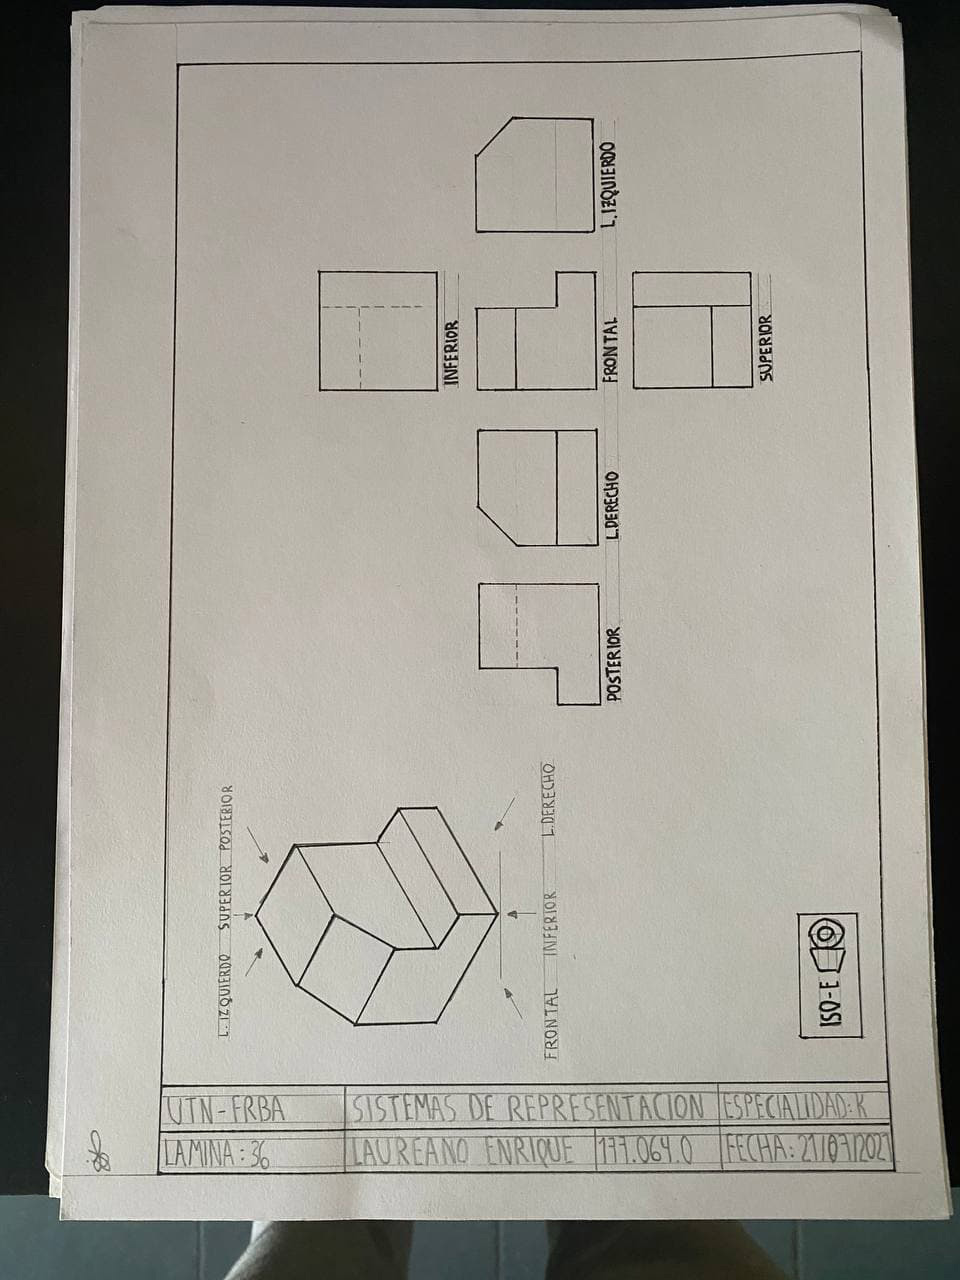 L. IZQUIERDO
INFERIOR
FRONTAL
SUPERIOR
L.DERECHO
POSTERIOR
L. IZQUIERDO SUPERIOR POSTERIOR
FRONTAL INFERIOR L.DERECHO
ISO-E
UTN-FRBA SISTEMAS DE REPRESENTACION ESPECIALIDAD:K
LAMINA:36 LAUREANO ENRIQUE 177.064.0 FECHA:21/07/2021